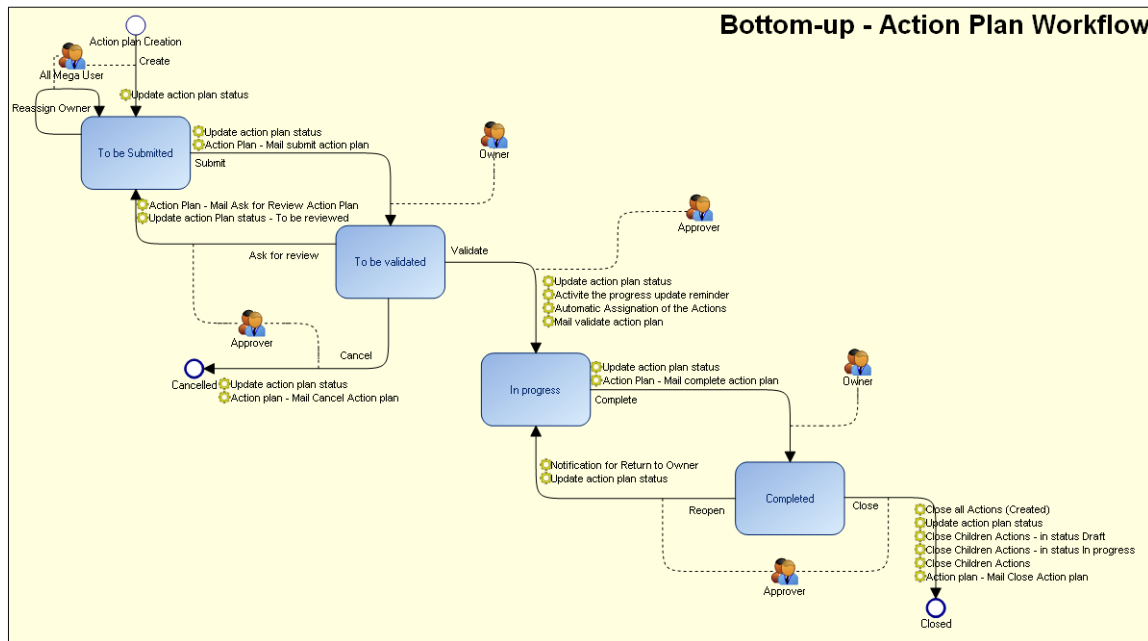 Bottom-up - Action Plan Workflow
Action plan Creation
Create
All Mega User
Update action plan status
Reassign Owner
To be Submitted
Update action plan status
Action Plan - Mail submit action plan
Submit
Owner
Action Plan - Mail Ask for Review Action Plan
Update action Plan status - To be reviewed
Ask for review
To be validated
Validate
Approver
Update action plan status
Activite the progress update reminder
Automatic Assignation of the Actions
Mail validate action plan
Approver
Cancel
Cancelled
Update action plan status
Action plan - Mail Cancel Action plan
In progress
Update action plan status
Action Plan - Mail complete action plan
Complete
Owner
Notification for Return to Owner
Update action plan status
Reopen
Completed
Close
Close all Actions (Created)
Update action plan status
Close Children Actions - in status Draft
Close Children Actions - in status In progress
Close Children Actions
Action plan - Mail Close Action plan
Approver
Closed